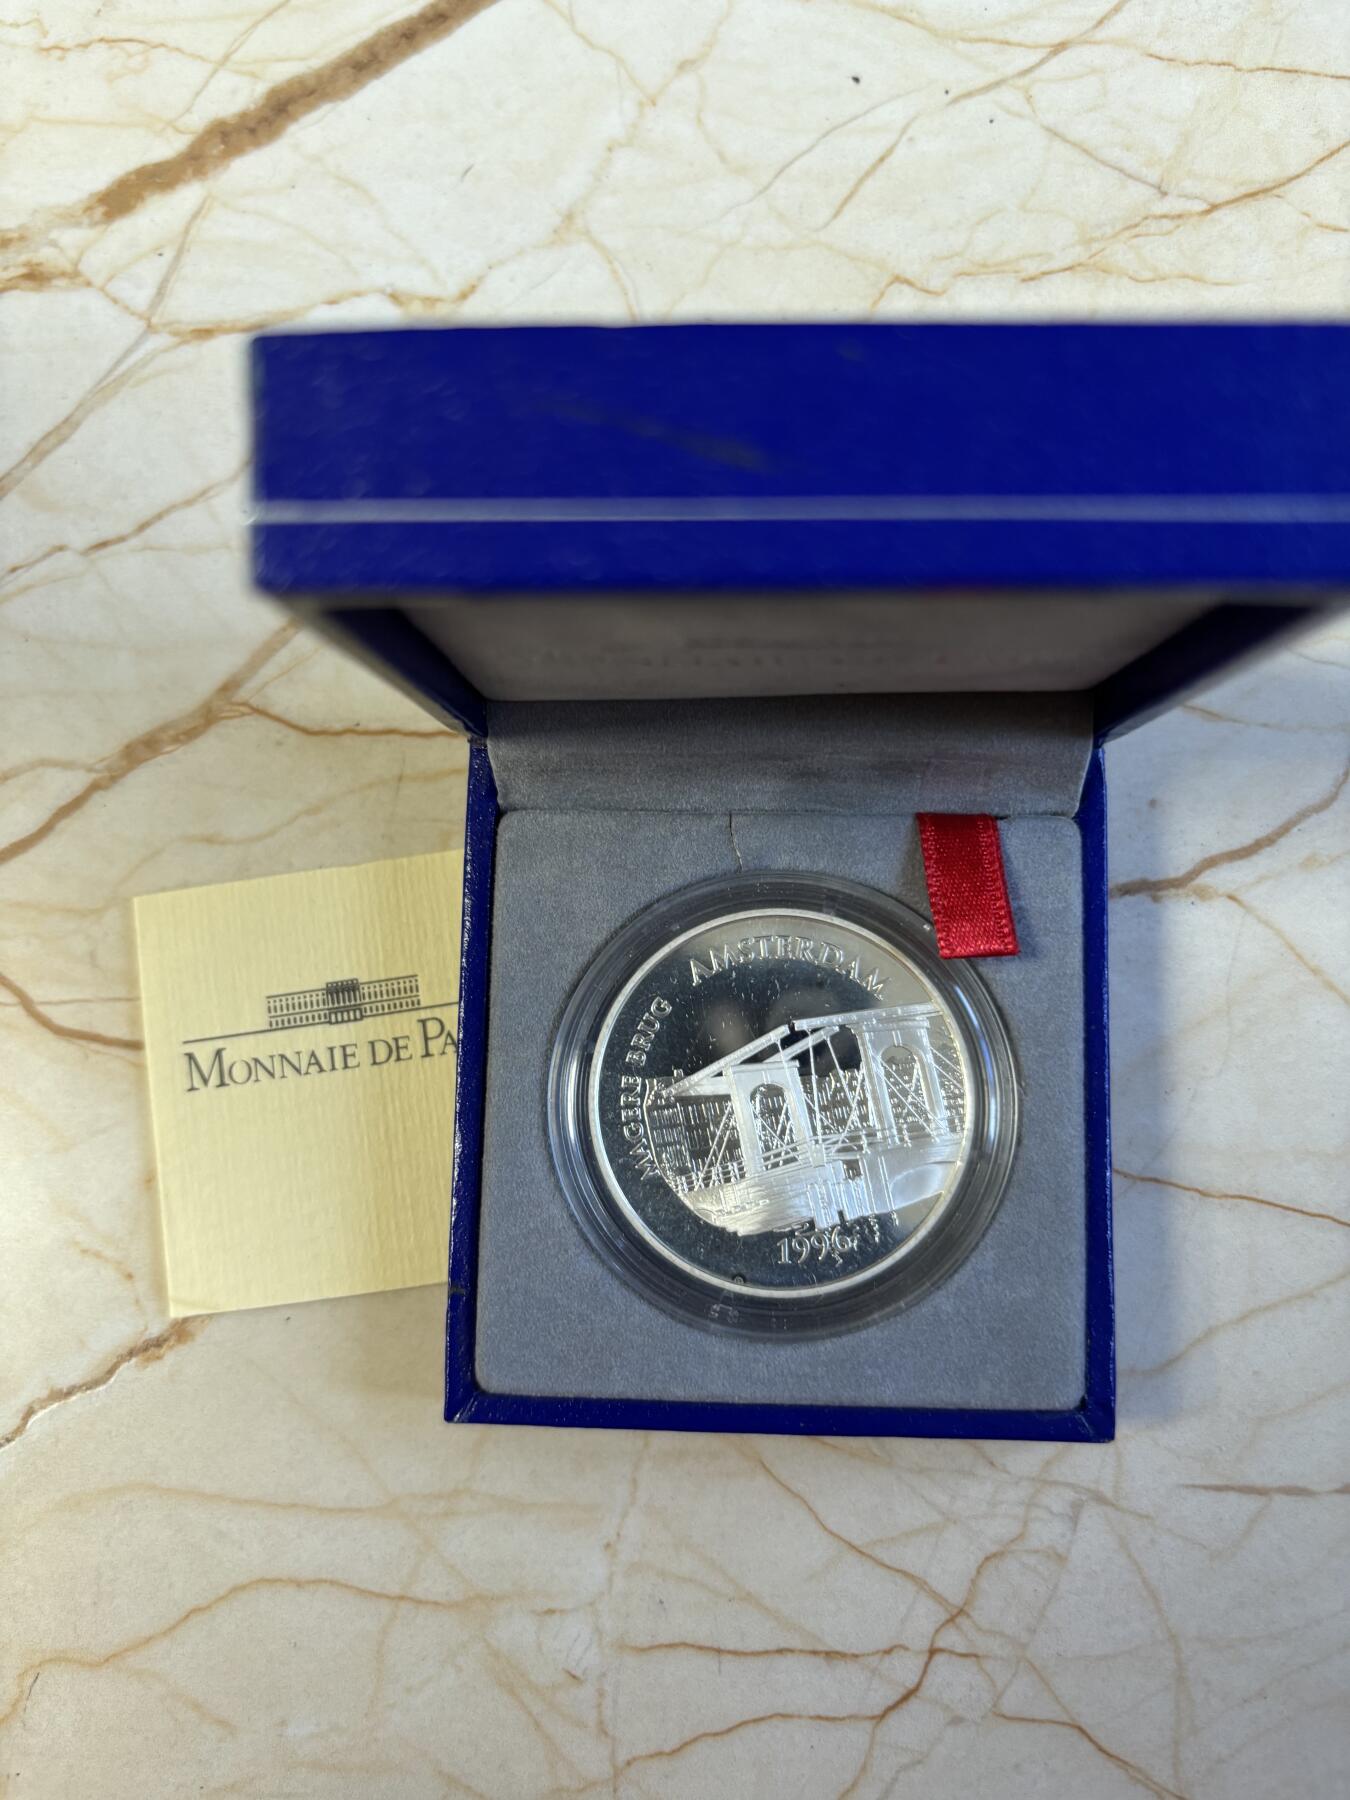 MONNAIE DE PA
AMSTERDAM
MAGERE BRUG
1996